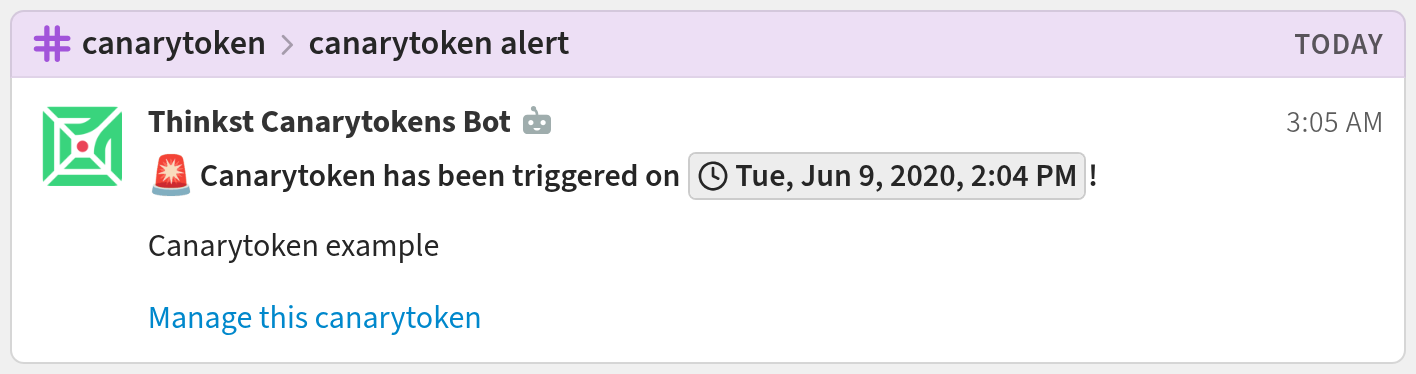 canarytoken > canarytoken alert TODAY
Thinkst Canarytokens Bot 3:05 AM
Canarytoken has been triggered on Tue, Jun 9, 2020, 2:04 PM!
Canarytoken example
Manage this canarytoken